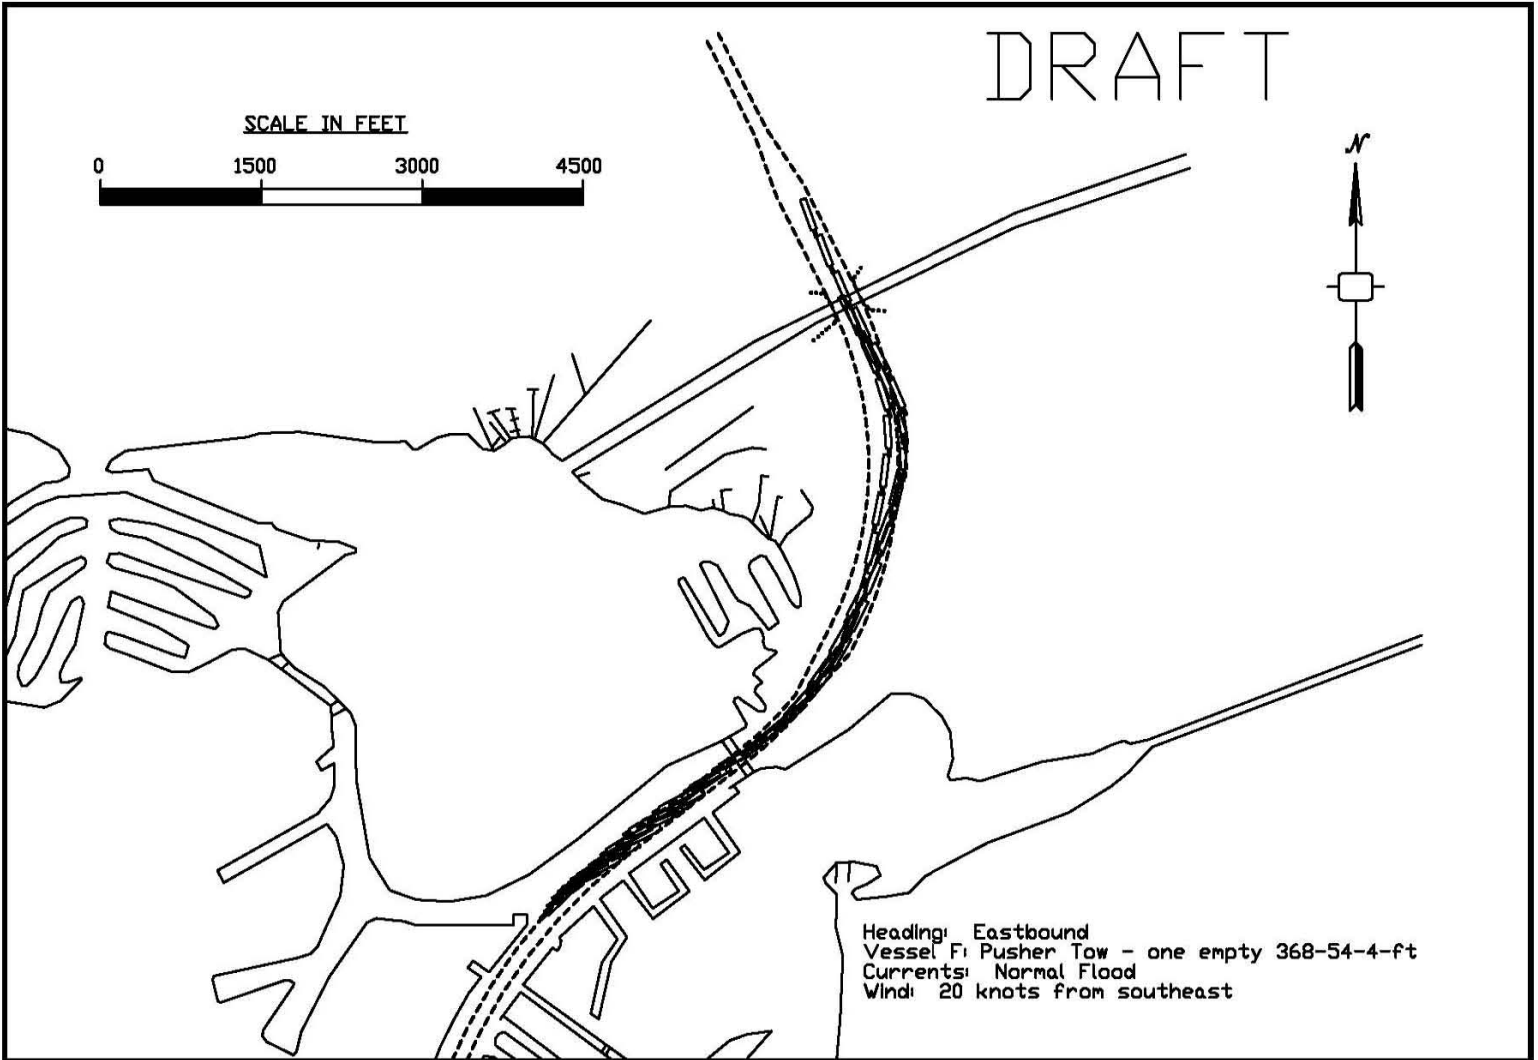 DRAFT
SCALE IN FEET
0 1500 3000 4500
N
Heading: Eastbound
Vessel F: Pusher Tow - one empty 368-54-4-ft
Currents: Normal Flood
Wind: 20 knots from southeast